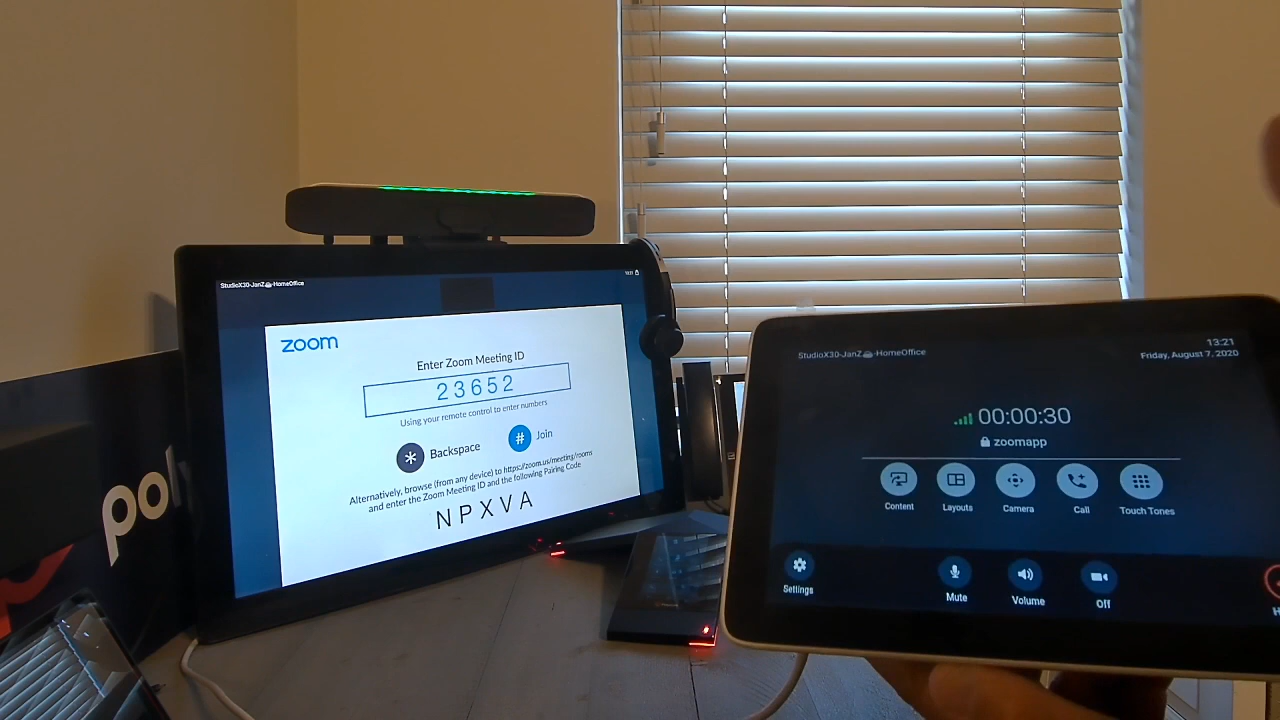 StudioX30-JanZ☕-HomeOffice
zoom
Enter Zoom Meeting ID
23652
Using your remote control to enter numbers
* Backspace
# Join
Alternatively, browse (from any device) to https://zoom.us/meeting/rooms
and enter the Zoom Meeting ID and the following Pairing Code
NPXVA
StudioX30-JanZ☕-HomeOffice
13:21
Friday, August 7, 2020
00:00:30
zoomapp
Content
Layouts
Camera
Call
Touch Tones
Settings
Mute
Volume
Off
H
pol